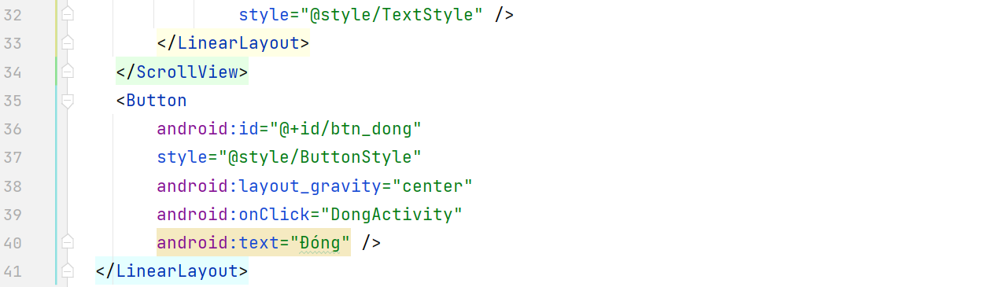 32 style="@style/TextStyle" />
33 </LinearLayout>
34 </ScrollView>
35 <Button
36 android:id="@+id/btn_dong"
37 style="@style/ButtonStyle"
38 android:layout_gravity="center"
39 android:onClick="DongActivity"
40 android:text="Đóng" />
41 </LinearLayout>